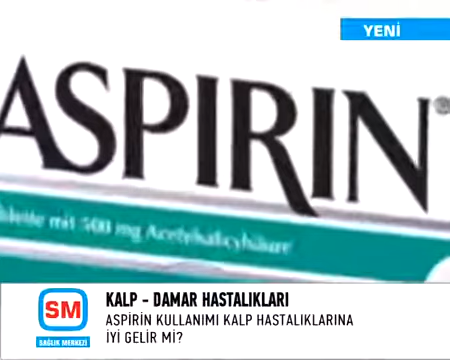 YENİ
ASPIRIN®
mit 500 mg Acetylsalicylsäure
SM
SAĞLIK MERKEZİ
KALP - DAMAR HASTALIKLARI
ASPİRİN KULLANIMI KALP HASTALIKLARINA
İYİ GELİR Mİ?